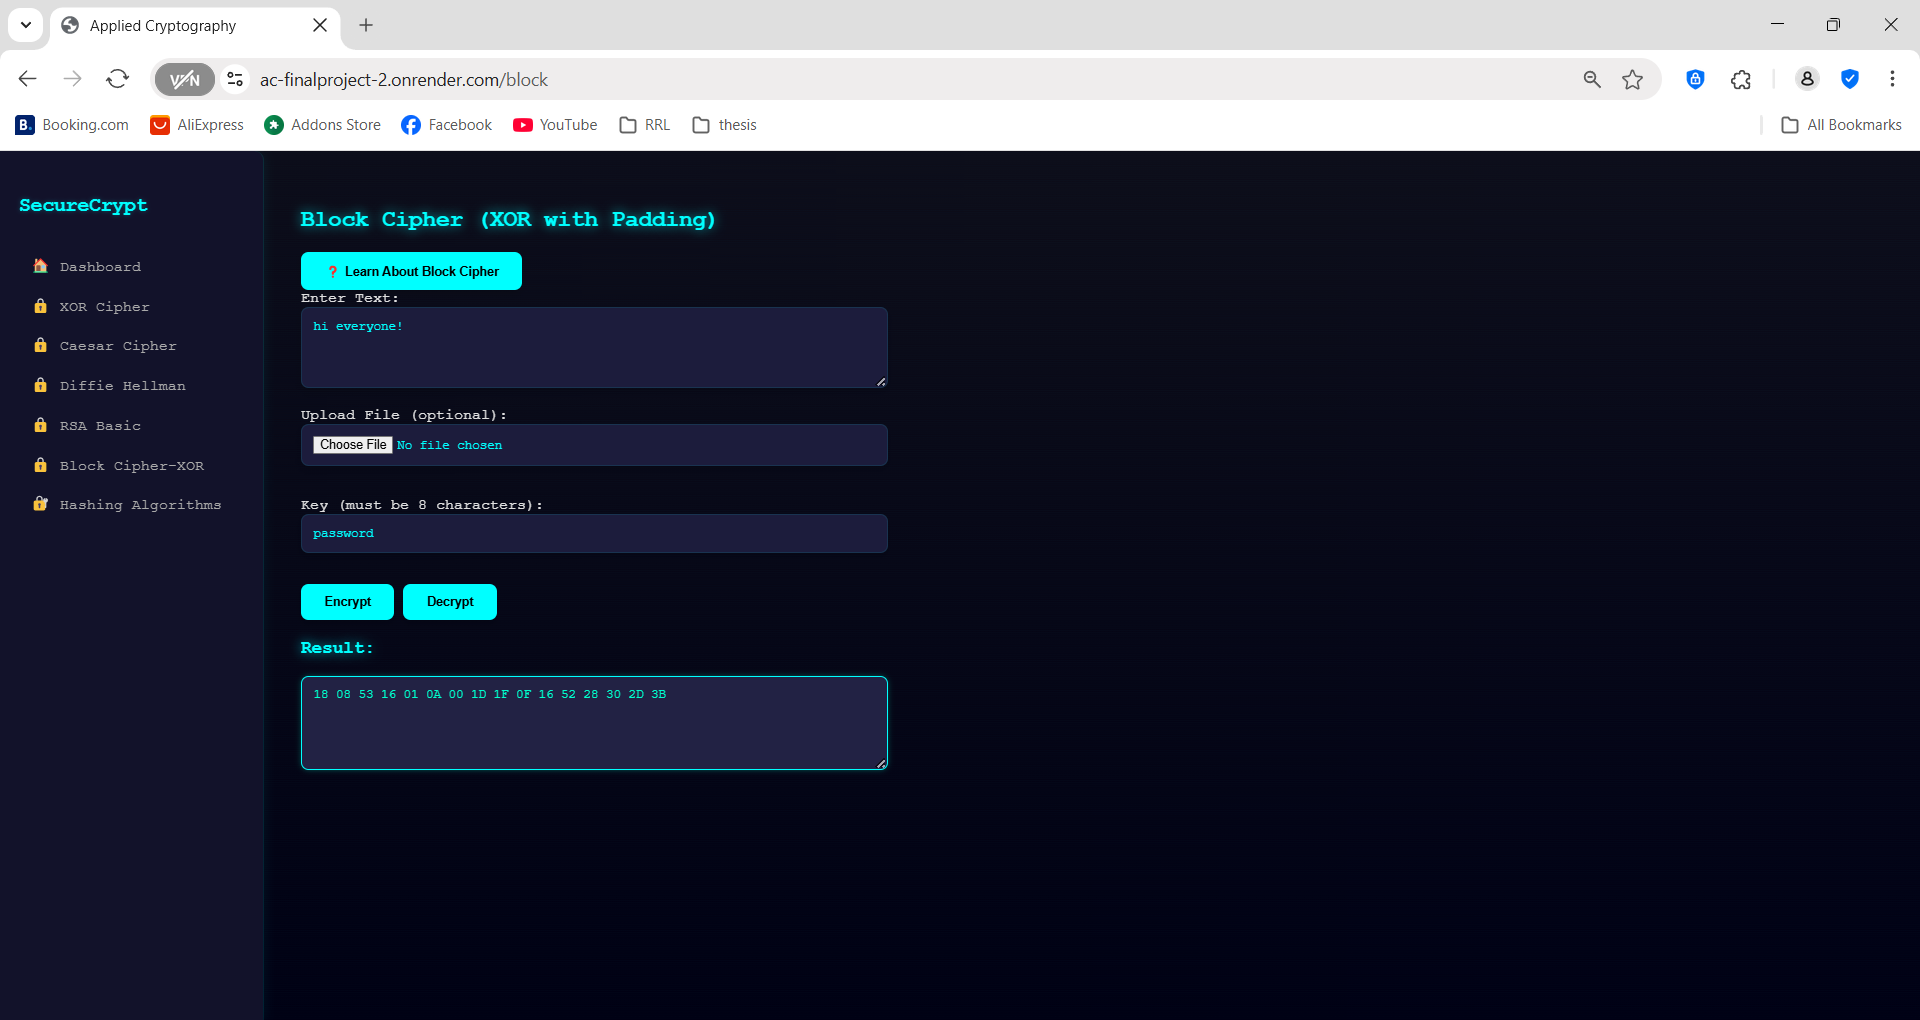 Applied Cryptography
VPN
ac-finalproject-2.onrender.com/block
B. Booking.com AliExpress Addons Store Facebook YouTube RRL thesis All Bookmarks
SecureCrypt
Dashboard
XOR Cipher
Caesar Cipher
Diffie Hellman
RSA Basic
Block Cipher-XOR
Hashing Algorithms
Block Cipher (XOR with Padding)
❓ Learn About Block Cipher
Enter Text:
hi everyone!
Upload File (optional):
Choose File No file chosen
Key (must be 8 characters):
password
Encrypt Decrypt
Result:
18 08 53 16 01 0A 00 1D 1F 0F 16 52 28 30 2D 3B